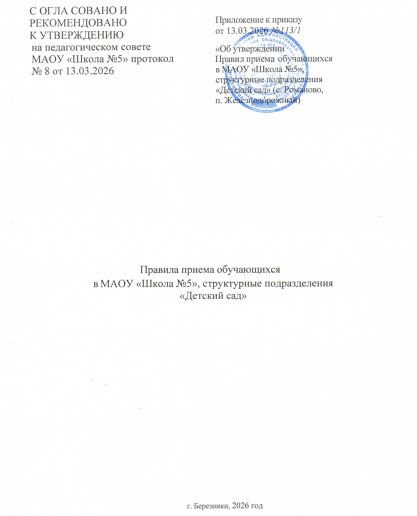 С ОГЛА СОВАНО И
РЕКОМЕНДОВАНО
К УТВЕРЖДЕНИЮ
на педагогическом совете
МАОУ «Школа №5» протокол
№ 8 от 13.03.2026
Приложение к приказу
от 13.03.2026 №1/3/1
«Об утверждении
Правил приема обучающихся
в МАОУ «Школа №5»,
структурные подразделения
«Детский сад» (с. Романово,
п. Железнодорожный)
Правила приема обучающихся
в МАОУ «Школа №5», структурные подразделения
«Детский сад»
г. Березники, 2026 год